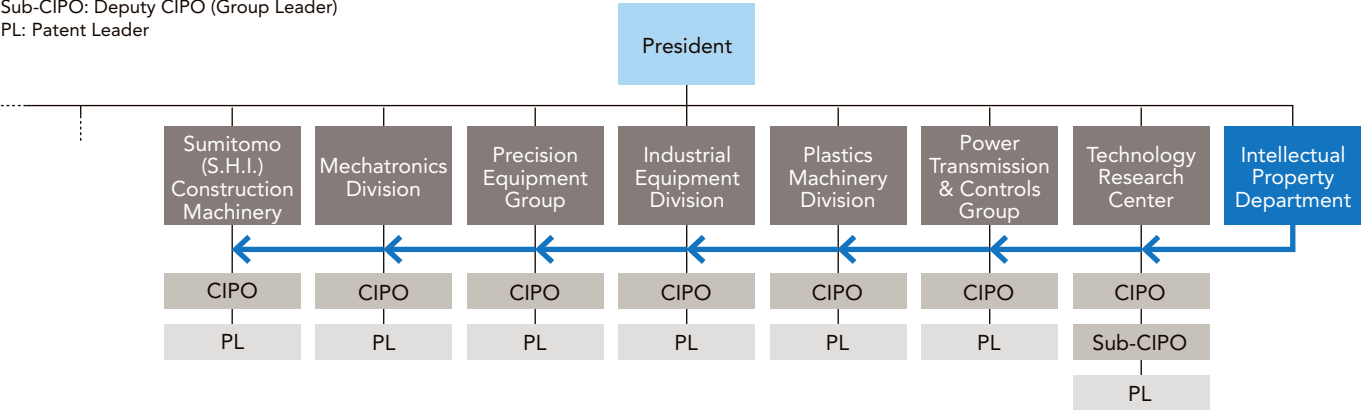 Sub-CIPO: Deputy CIPO (Group Leader)
PL: Patent Leader
President
Sumitomo
(S.H.I.)
Construction
Machinery
Mechatronics
Division
Precision
Equipment
Group
Industrial
Equipment
Division
Plastics
Machinery
Division
Power
Transmission
& Controls
Group
Technology
Research
Center
Intellectual
Property
Department
CIPO
CIPO
CIPO
CIPO
CIPO
CIPO
CIPO
PL
PL
PL
PL
PL
PL
Sub-CIPO
PL